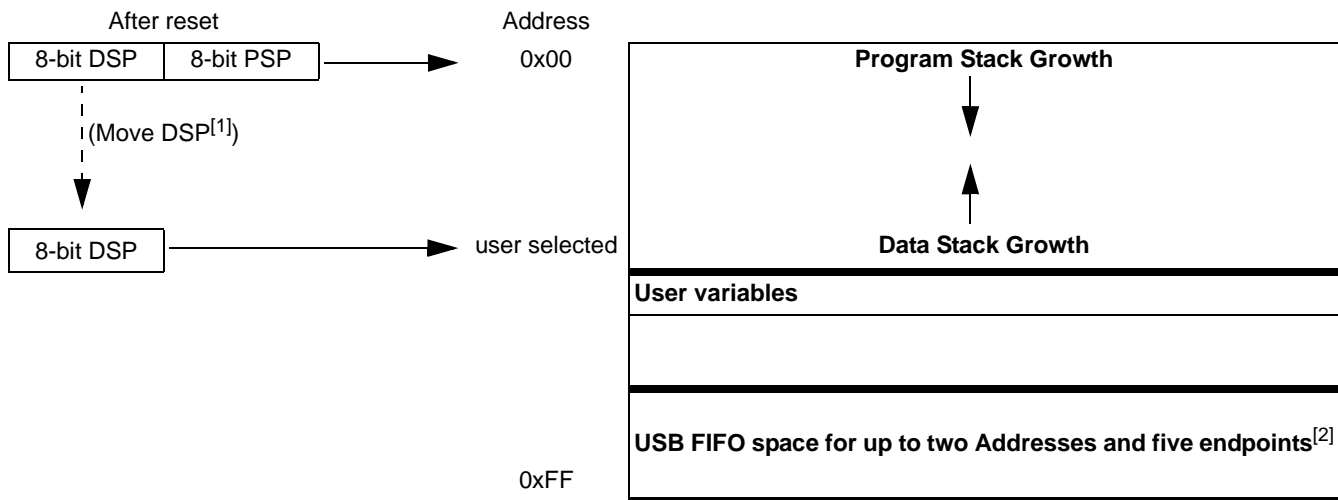 After reset
Address
8-bit DSP 8-bit PSP
0x00
Program Stack Growth
(Move DSP[1])
8-bit DSP
user selected
Data Stack Growth
User variables
USB FIFO space for up to two Addresses and five endpoints[2]
0xFF